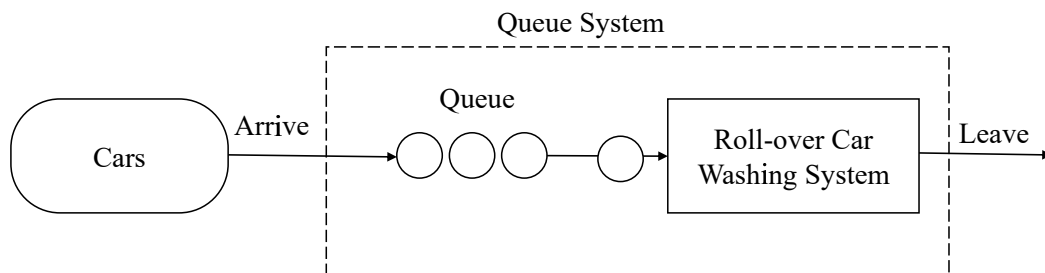 Queue System
Queue
Arrive
Cars
Roll-over Car
Washing System
Leave